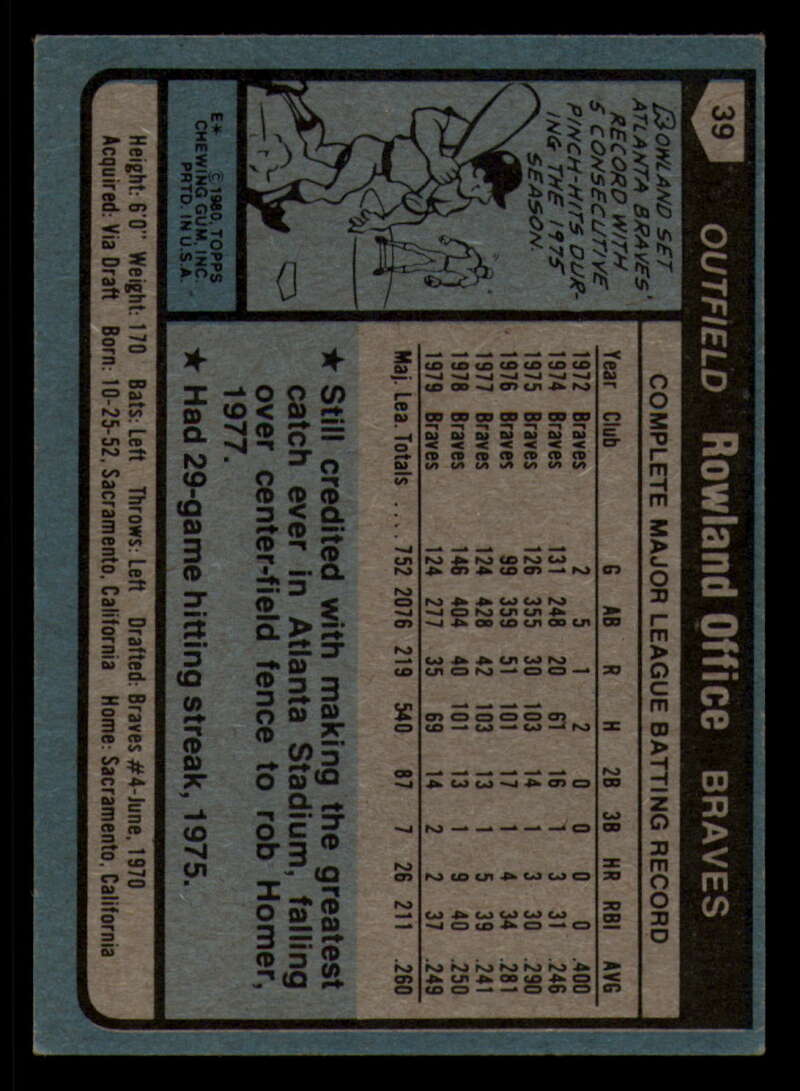 39
OUTFIELD Rowland Office BRAVES
ROWLAND SET
ATLANTA BRAVES'
RECORD WITH
5 CONSECUTIVE
PINCH-HITS DUR-
ING THE 1975
SEASON.
E* © 1980 TOPPS
CHEWING GUM, INC.
PRTD. IN U.S.A.
COMPLETE MAJOR LEAGUE BATTING RECORD
Year Club G AB R H 2B 3B HR RBI AVG
1972 Braves 2 5 1 2 0 0 0 0 .400
1974 Braves 131 248 20 61 16 1 3 31 .246
1975 Braves 126 355 30 103 14 1 3 30 .290
1976 Braves 99 359 51 101 17 1 4 34 .281
1977 Braves 124 428 42 103 13 1 5 39 .241
1978 Braves 146 404 40 101 13 1 9 40 .250
1979 Braves 124 277 35 69 14 2 2 37 .249
Maj. Lea. Totals .... 752 2076 219 540 87 7 26 211 .260
★ Still credited with making the greatest
catch ever in Atlanta Stadium, falling
over center-field fence to rob Homer,
1977.
★ Had 29-game hitting streak, 1975.
Height: 6'0" Weight: 170 Bats: Left Throws: Left Drafted: Braves #4-June, 1970
Acquired: Via Draft Born: 10-25-52, Sacramento, California Home: Sacramento, California